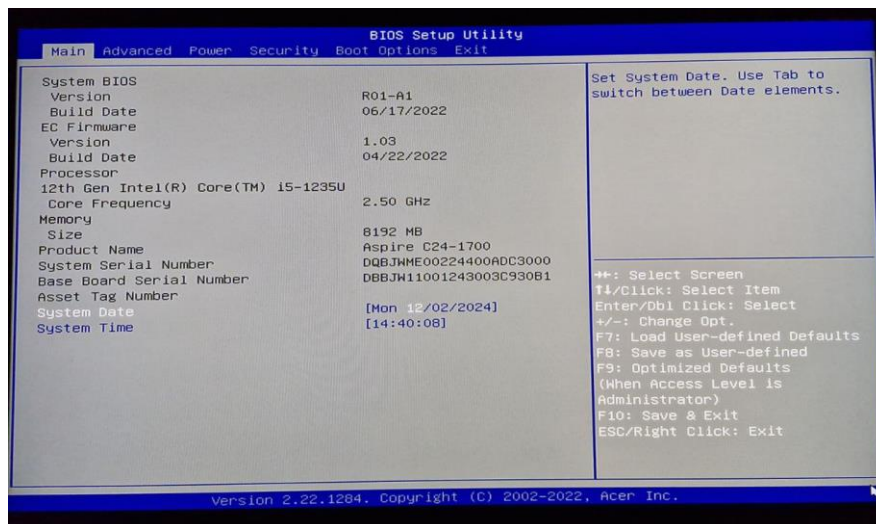 BIOS Setup Utility
Main Advanced Power Security Boot Options Exit
System BIOS
Version R01-A1
Build Date 06/17/2022
EC Firmware
Version 1.03
Build Date 04/22/2022
Processor
12th Gen Intel(R) Core(TM) i5-1235U
Core Frequency 2.50 GHz
Memory
Size 8192 MB
Product Name Aspire C24-1700
System Serial Number DQBJWME00224400ADC3000
Base Board Serial Number DBBJW11001243003C930B1
Asset Tag Number
System Date [Mon 12/02/2024]
System Time [14:40:08]
Set System Date. Use Tab to
switch between Date elements.
→←: Select Screen
↑↓/Click: Select Item
Enter/Dbl Click: Select
+/-: Change Opt.
F7: Load User-defined Defaults
F8: Save as User-defined
F9: Optimized Defaults
(When Access Level is
Administrator)
F10: Save & Exit
ESC/Right Click: Exit
Version 2.22.1284. Copyright (C) 2002-2022, Acer Inc.